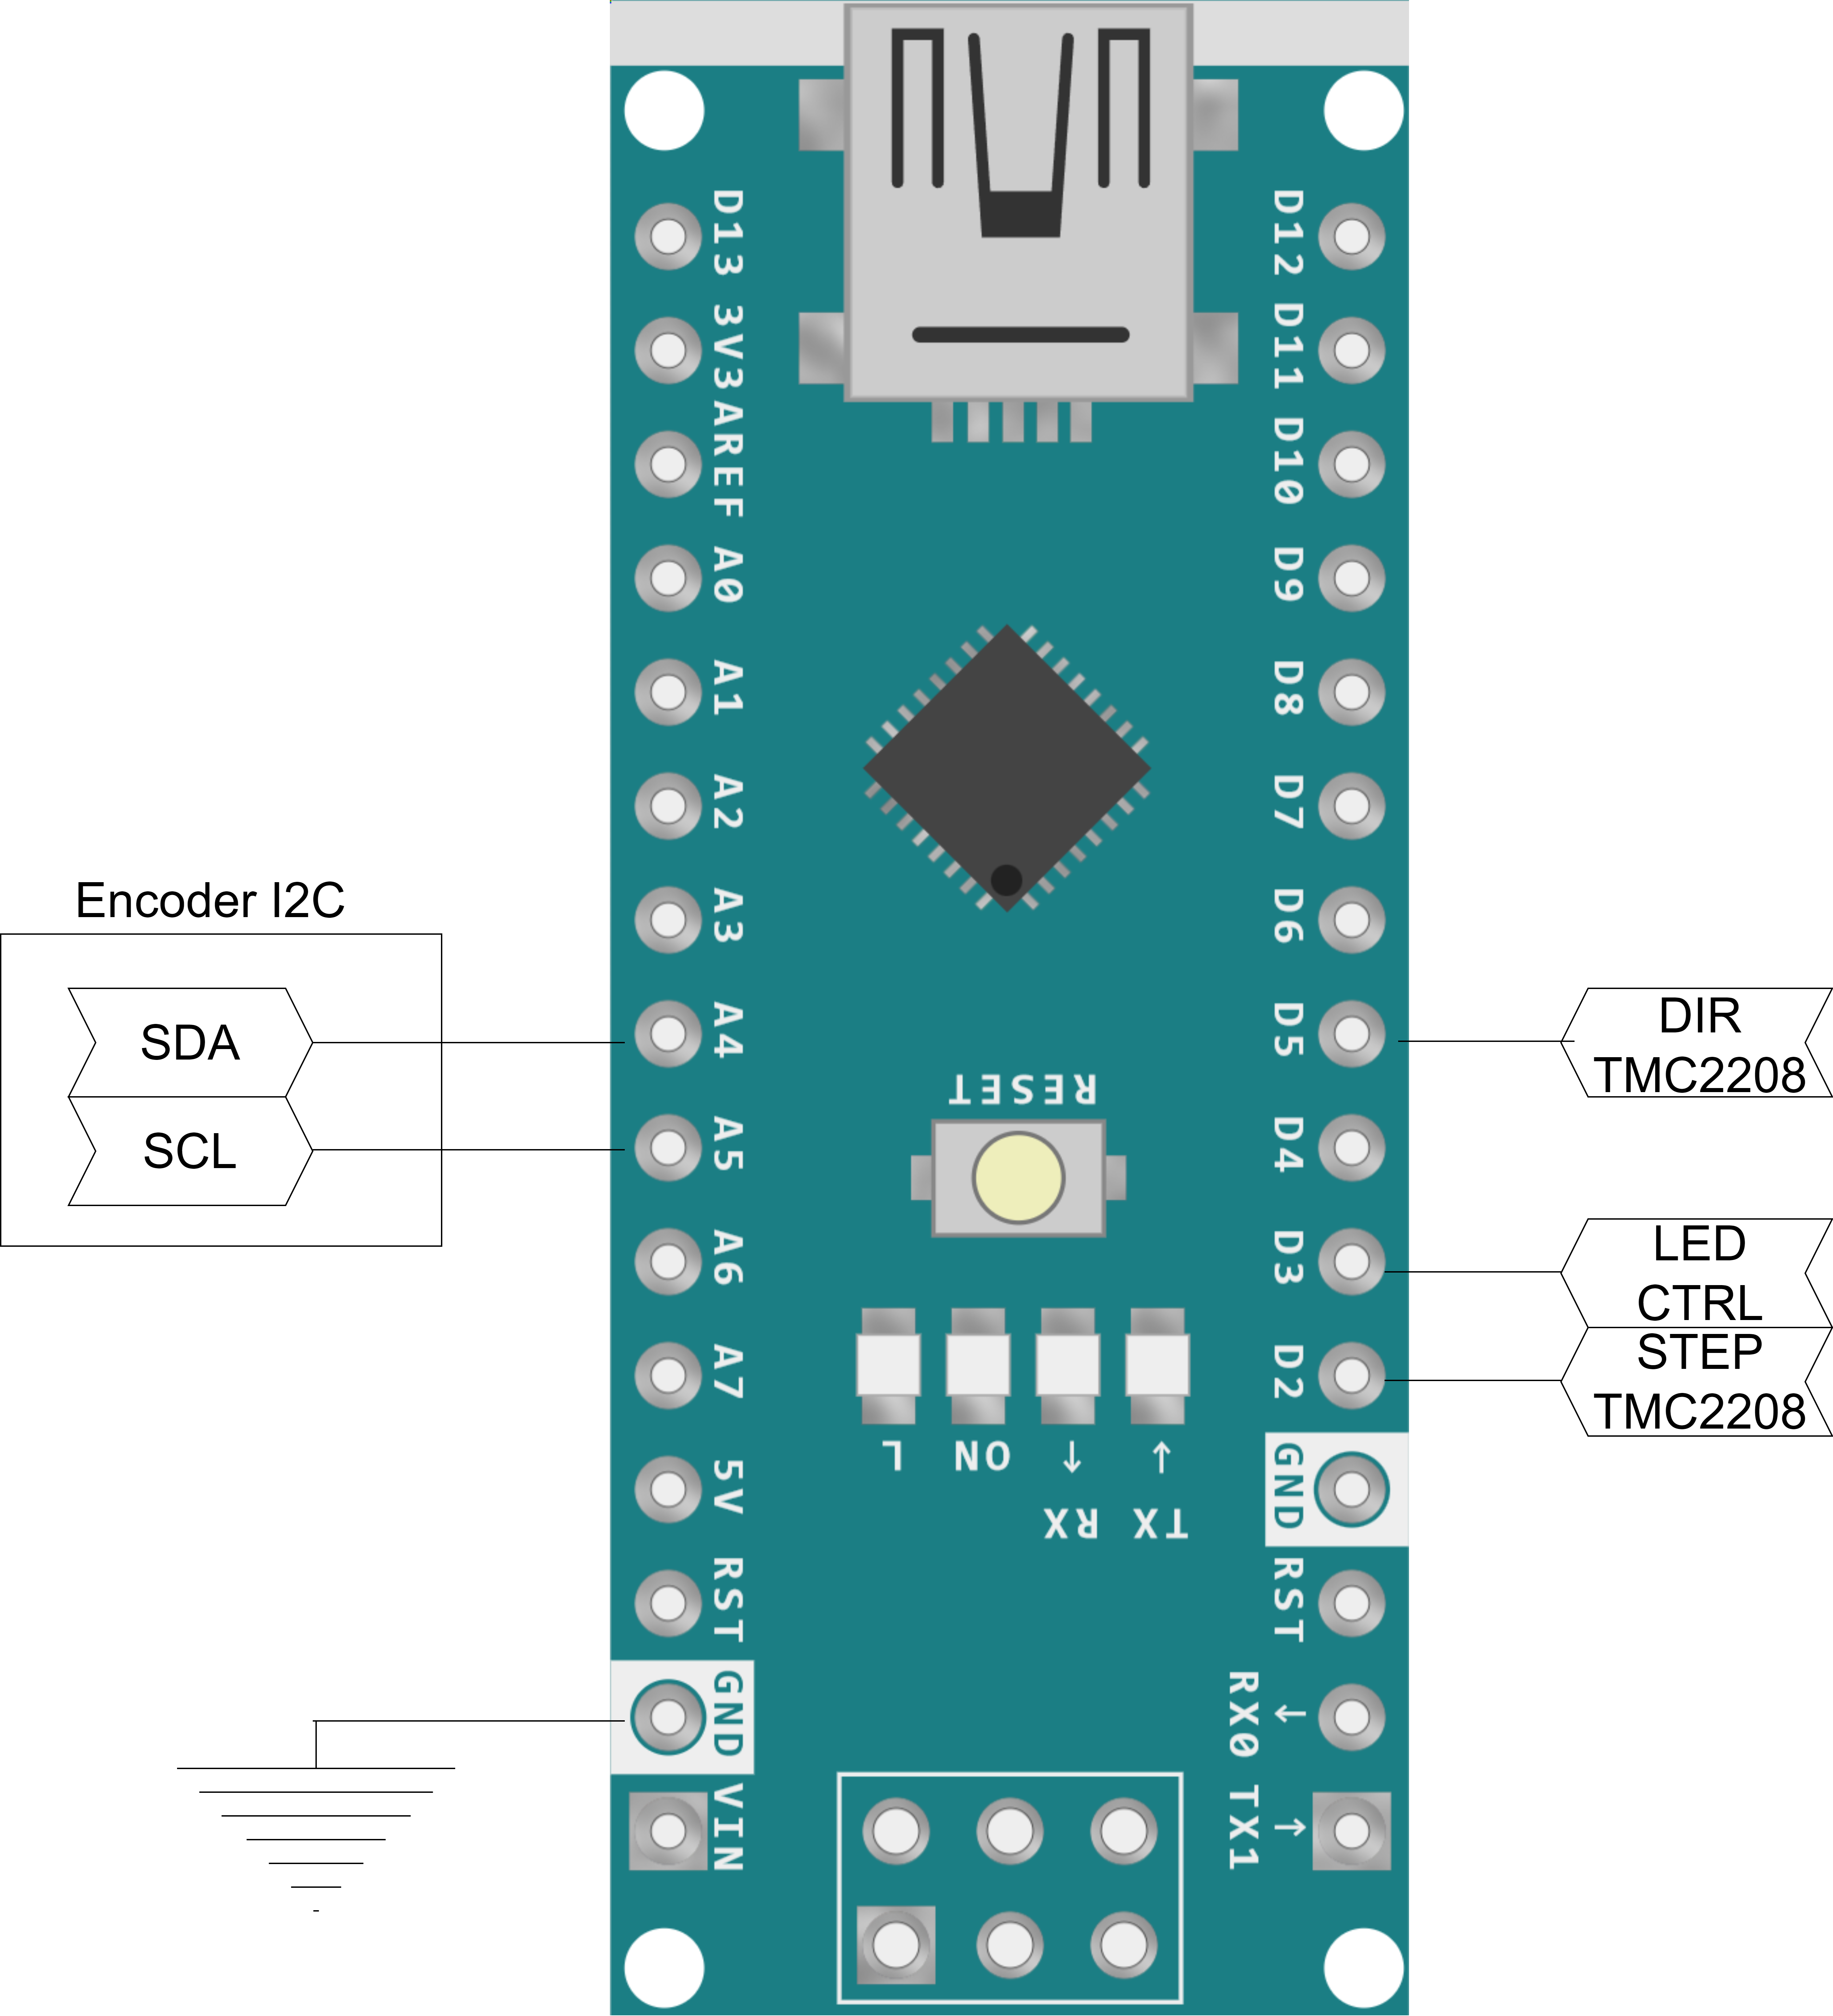 D13
3V3
AREF
A0
A1
A2
A3
A4
A5
A6
A7
5V
RST
GND
VIN
D12
D11
D10
D9
D8
D7
D6
D5
D4
D3
D2
GND
RST
RX0 ↓
TX1 ↑
RESET
L ON ↓ ↑
RX TX
Encoder I2C
SDA
SCL
DIR
TMC2208
LED
CTRL
STEP
TMC2208